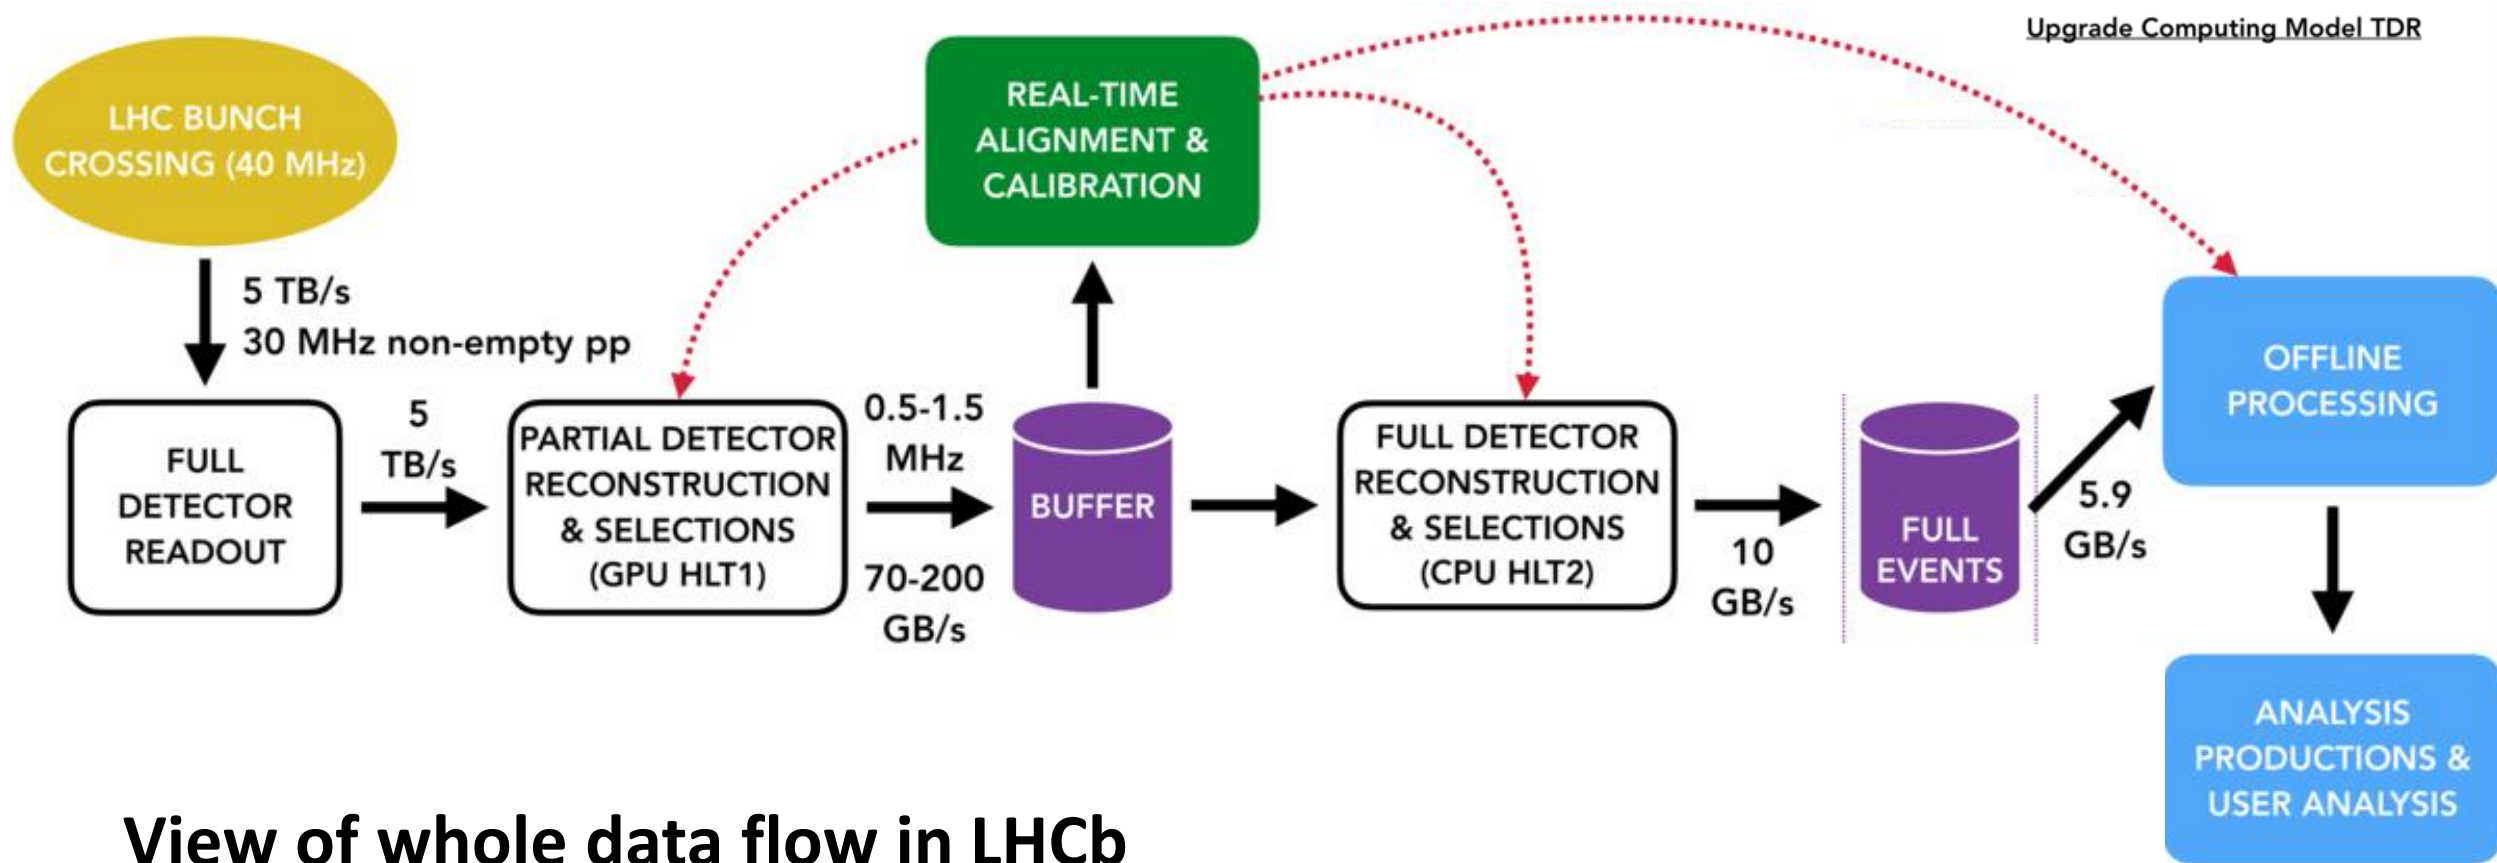 Upgrade Computing Model TDR
LHC BUNCH
CROSSING (40 MHz)
REAL-TIME
ALIGNMENT &
CALIBRATION
5 TB/s
30 MHz non-empty pp
FULL
DETECTOR
READOUT
5
TB/s
PARTIAL DETECTOR
RECONSTRUCTION
& SELECTIONS
(GPU HLT1)
0.5-1.5
MHz
70-200
GB/s
BUFFER
FULL DETECTOR
RECONSTRUCTION
& SELECTIONS
(CPU HLT2)
10
GB/s
FULL
EVENTS
5.9
GB/s
OFFLINE
PROCESSING
ANALYSIS
PRODUCTIONS &
USER ANALYSIS
View of whole data flow in LHCb